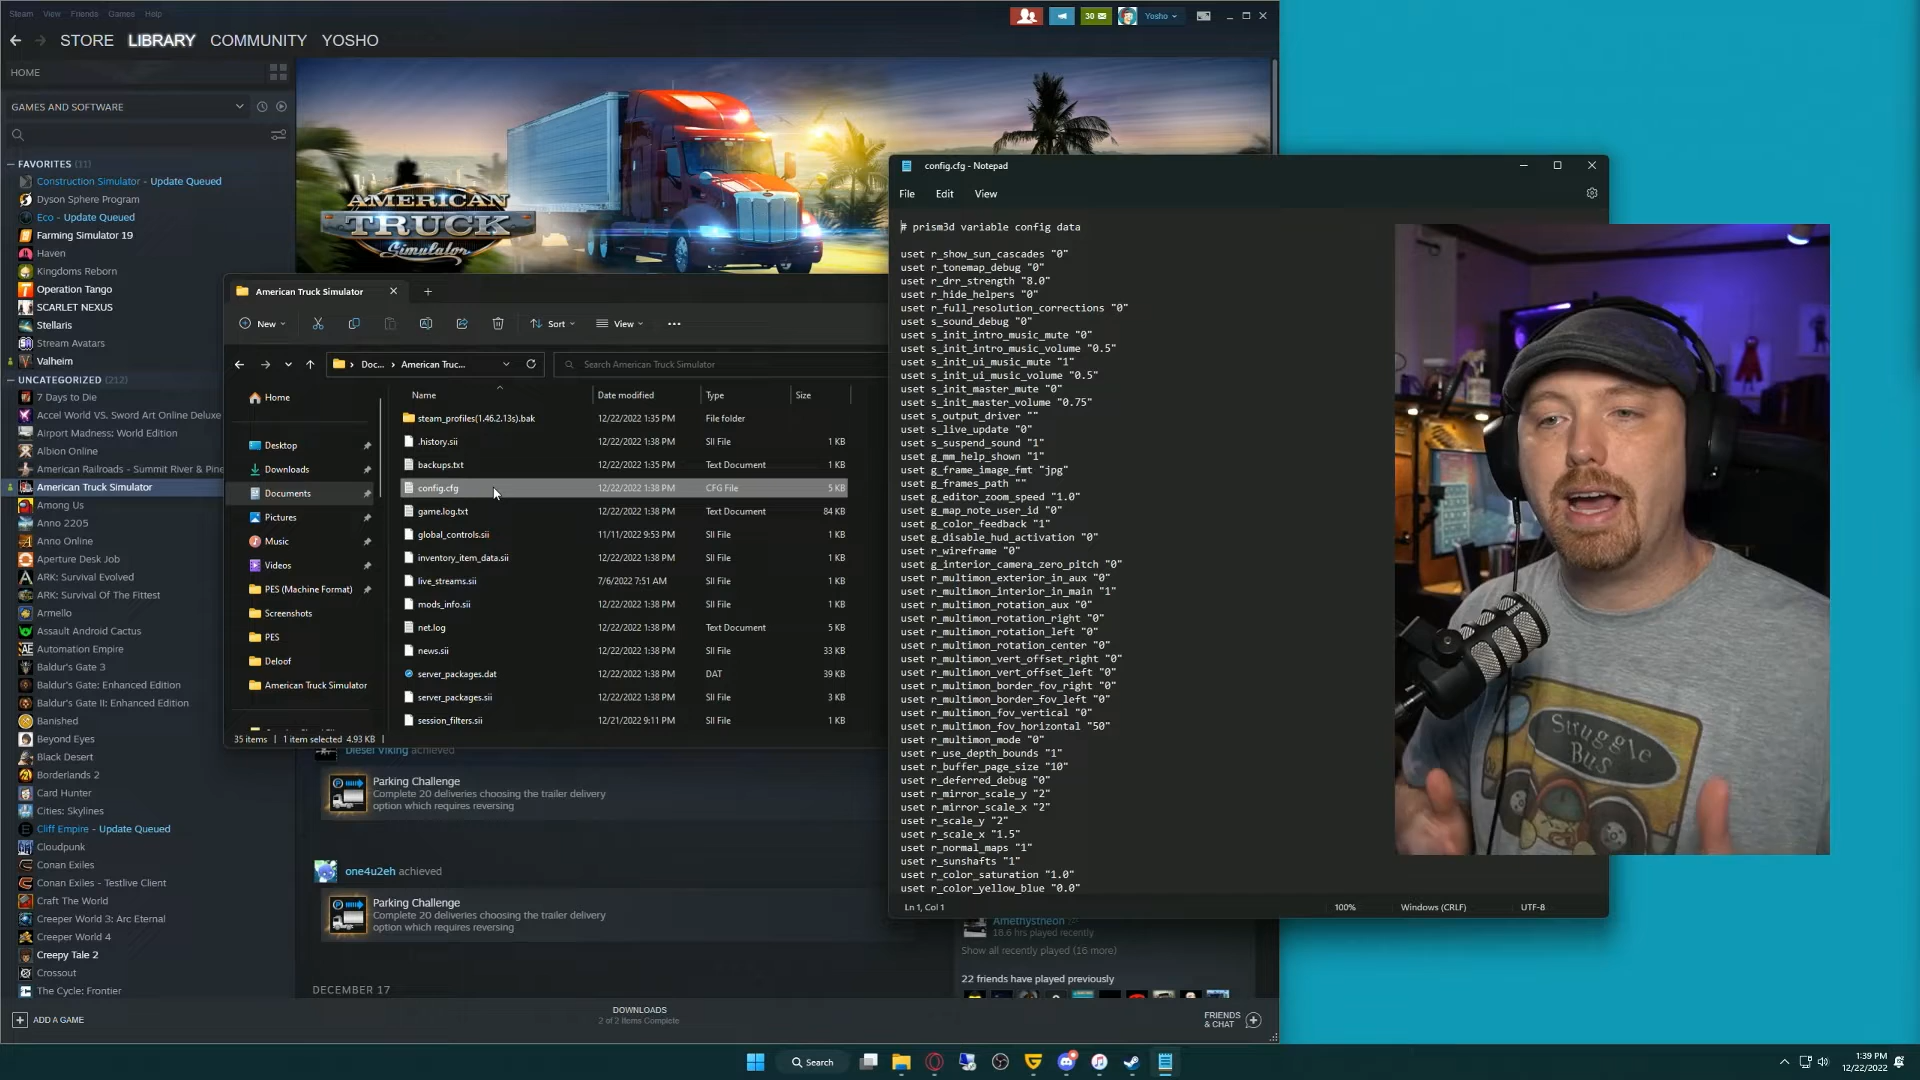 Steam View Friends Games Help
30
Yosho
STORE LIBRARY COMMUNITY YOSHO
HOME
GAMES AND SOFTWARE
FAVORITES (11)
Construction Simulator - Update Queued
Dyson Sphere Program
Eco - Update Queued
Farming Simulator 19
Haven
Kingdoms Reborn
Operation Tango
SCARLET NEXUS
Stellaris
Stream Avatars
Valheim
UNCATEGORIZED (212)
7 Days to Die
Accel World VS. Sword Art Online Deluxe
Airport Madness: World Edition
Albion Online
American Railroads - Summit River & Pine
American Truck Simulator
Among Us
Anno 2205
Anno Online
Aperture Desk Job
ARK: Survival Evolved
ARK: Survival Of The Fittest
Armello
Assault Android Cactus
Automation Empire
Baldur's Gate 3
Baldur's Gate: Enhanced Edition
Baldur's Gate II: Enhanced Edition
Banished
Beyond Eyes
Black Desert
Borderlands 2
Card Hunter
Cities: Skylines
Cliff Empire - Update Queued
Cloudpunk
Conan Exiles
Conan Exiles - Testlive Client
Craft The World
Creeper World 3: Arc Eternal
Creeper World 4
Creepy Tale 2
Crossout
The Cycle: Frontier
ADD A GAME
AMERICAN
TRUCK
Simulator
American Truck Simulator
New
Sort
View
Doc... American Truc...
Search American Truck Simulator
Home
Desktop
Downloads
Documents
Pictures
Music
Videos
PES (Machine Format)
Screenshots
PES
Deloof
American Truck Simulator
Name Date modified Type Size
steam_profiles(1.46.2.13s).bak 12/22/2022 1:35 PM File folder
.history.sii 12/22/2022 1:38 PM SII File 1 KB
backups.txt 12/22/2022 1:35 PM Text Document 1 KB
config.cfg 12/22/2022 1:38 PM CFG File 5 KB
game.log.txt 12/22/2022 1:38 PM Text Document 84 KB
global_controls.sii 11/11/2022 9:53 PM SII File 1 KB
inventory_item_data.sii 12/22/2022 1:38 PM SII File 1 KB
live_streams.sii 7/6/2022 7:51 AM SII File 1 KB
mods_info.sii 12/22/2022 1:38 PM SII File 1 KB
net.log 12/22/2022 1:38 PM Text Document 5 KB
news.sii 12/22/2022 1:38 PM SII File 33 KB
server_packages.dat 12/22/2022 1:38 PM DAT 39 KB
server_packages.sii 12/22/2022 1:38 PM SII File 3 KB
session_filters.sii 12/21/2022 9:11 PM SII File 1 KB
35 items 1 item selected 4.93 KB
Diesel Viking achieved
Parking Challenge
Complete 20 deliveries choosing the trailer delivery
option which requires reversing
one4u2eh achieved
Parking Challenge
Complete 20 deliveries choosing the trailer delivery
option which requires reversing
DECEMBER 17
DOWNLOADS
2 of 2 Items Complete
config.cfg - Notepad
File Edit View
# prism3d variable config data
uset r_show_sun_cascades "0"
uset r_tonemap_debug "0"
uset r_drr_strength "8.0"
uset r_hide_helpers "0"
uset r_full_resolution_corrections "0"
uset s_sound_debug "0"
uset s_init_intro_music_mute "0"
uset s_init_intro_music_volume "0.5"
uset s_init_ui_music_mute "1"
uset s_init_ui_music_volume "0.5"
uset s_init_master_mute "0"
uset s_init_master_volume "0.75"
uset s_output_driver ""
uset s_live_update "0"
uset s_suspend_sound "1"
uset g_mm_help_shown "1"
uset g_frame_image_fmt "jpg"
uset g_frames_path ""
uset g_editor_zoom_speed "1.0"
uset g_map_note_user_id "0"
uset g_color_feedback "1"
uset g_disable_hud_activation "0"
uset r_wireframe "0"
uset g_interior_camera_zero_pitch "0"
uset r_multimon_exterior_in_aux "0"
uset r_multimon_interior_in_main "1"
uset r_multimon_rotation_aux "0"
uset r_multimon_rotation_right "0"
uset r_multimon_rotation_left "0"
uset r_multimon_rotation_center "0"
uset r_multimon_vert_offset_right "0"
uset r_multimon_vert_offset_left "0"
uset r_multimon_border_fov_right "0"
uset r_multimon_border_fov_left "0"
uset r_multimon_fov_vertical "0"
uset r_multimon_fov_horizontal "50"
uset r_multimon_mode "0"
uset r_use_depth_bounds "1"
uset r_buffer_page_size "10"
uset r_deferred_debug "0"
uset r_mirror_scale_y "2"
uset r_mirror_scale_x "2"
uset r_scale_y "2"
uset r_scale_x "1.5"
uset r_normal_maps "1"
uset r_sunshafts "1"
uset r_color_saturation "1.0"
uset r_color_yellow_blue "0.0"
Ln 1, Col 1 100% Windows (CRLF) UTF-8
18.6 hrs played recently
Show all recently played (16 more)
22 friends have played previously
FRIENDS
& CHAT
RODE
Struggle
Bus
Search
1:39 PM
12/22/2022